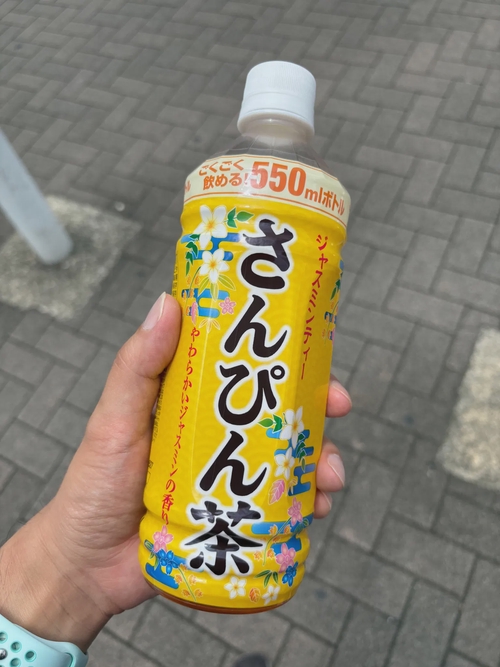 ごくごく
飲める!550mlボトル
ジャスミンティー
さんぴん茶
やわらかいジャスミンの香り